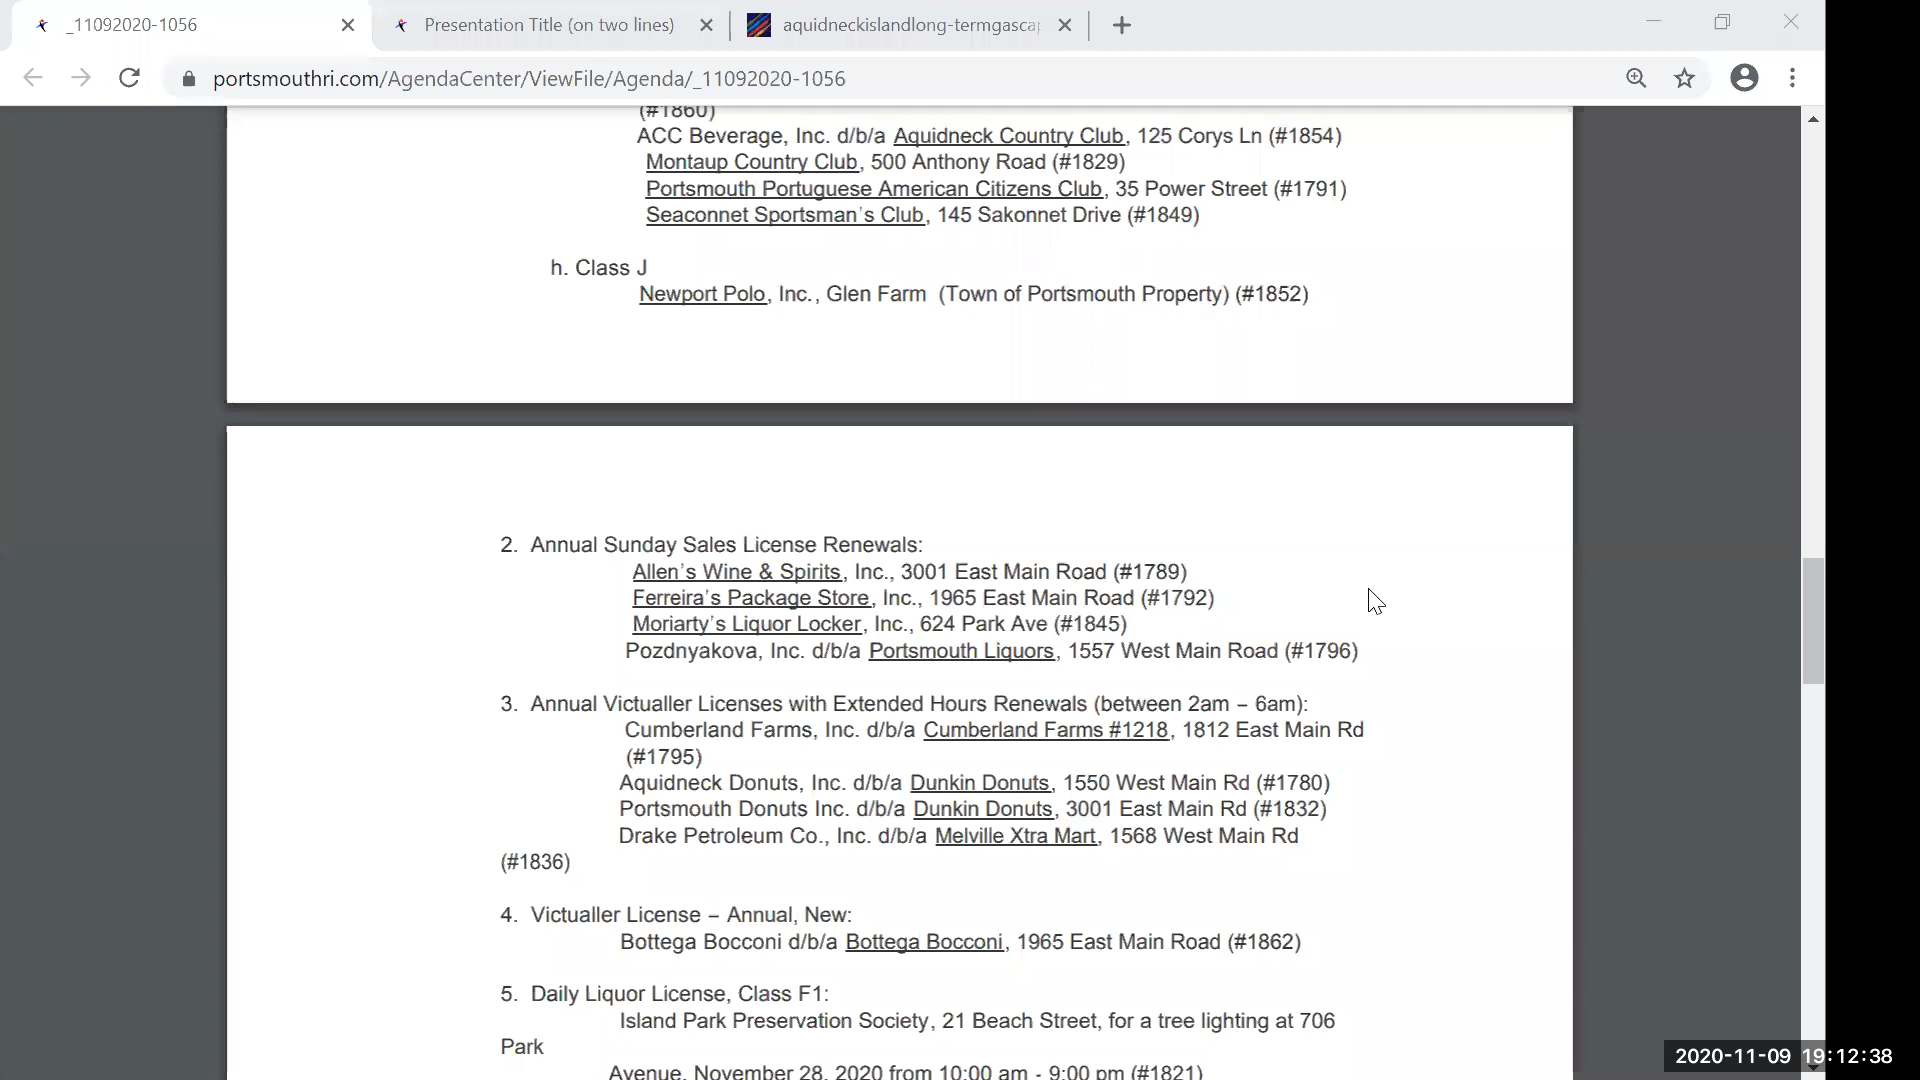 _11092020-1056
Presentation Title (on two lines)
aquidneckislandlong-termgascap
portsmouthri.com/AgendaCenter/ViewFile/Agenda/_11092020-1056
(#1860)
ACC Beverage, Inc. d/b/a Aquidneck Country Club, 125 Corys Ln (#1854)
Montaup Country Club, 500 Anthony Road (#1829)
Portsmouth Portuguese American Citizens Club, 35 Power Street (#1791)
Seaconnet Sportsman's Club, 145 Sakonnet Drive (#1849)
h. Class J
Newport Polo, Inc., Glen Farm (Town of Portsmouth Property) (#1852)
2. Annual Sunday Sales License Renewals:
Allen's Wine & Spirits, Inc., 3001 East Main Road (#1789)
Ferreira's Package Store, Inc., 1965 East Main Road (#1792)
Moriarty's Liquor Locker, Inc., 624 Park Ave (#1845)
Pozdnyakova, Inc. d/b/a Portsmouth Liquors, 1557 West Main Road (#1796)
3. Annual Victualler Licenses with Extended Hours Renewals (between 2am – 6am):
Cumberland Farms, Inc. d/b/a Cumberland Farms #1218, 1812 East Main Rd
(#1795)
Aquidneck Donuts, Inc. d/b/a Dunkin Donuts, 1550 West Main Rd (#1780)
Portsmouth Donuts Inc. d/b/a Dunkin Donuts, 3001 East Main Rd (#1832)
Drake Petroleum Co., Inc. d/b/a Melville Xtra Mart, 1568 West Main Rd
(#1836)
4. Victualler License – Annual, New:
Bottega Bocconi d/b/a Bottega Bocconi, 1965 East Main Road (#1862)
5. Daily Liquor License, Class F1:
Island Park Preservation Society, 21 Beach Street, for a tree lighting at 706
Park
Avenue, November 28, 2020 from 10:00 am - 9:00 pm (#1821)
2020-11-09 19:12:38